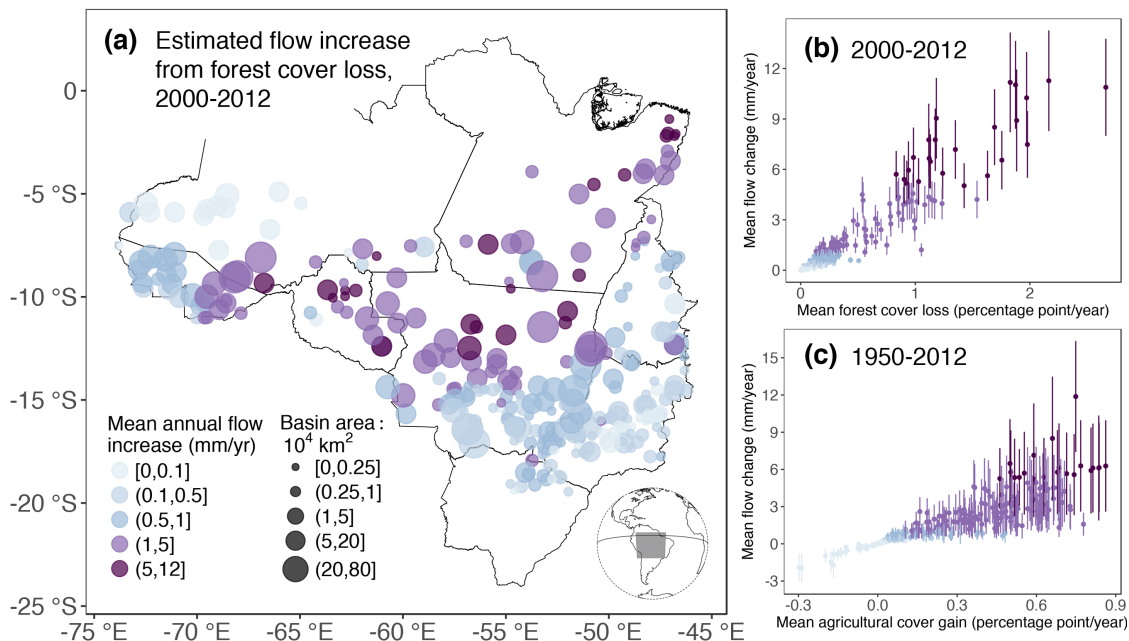 (a) Estimated flow increase
from forest cover loss,
2000-2012
0
-5 °S
-10 °S
-15 °S
-20 °S
-25 °S
-75 °W
-70 °W
-65 °W
-60 °W
-55 °W
-50 °W
-45 °W
Mean annual flow
increase (mm/yr)
[0,0.1]
(0.1,0.5]
(0.5,1]
(1,5]
(5,12]
Basin area :
10⁴ km²
[0,0.25]
(0.25,1]
(1,5]
(5,20]
(20,80]
(b) 2000-2012
Mean flow change (mm/year)
12
9
6
3
0
0
1
2
Mean forest cover loss (percentage point/year)
(c) 1950-2012
Mean flow change (mm/year)
15
12
9
6
3
0
-3
-0.3
0.0
0.3
0.6
0.9
Mean agricultural cover gain (percentage point/year)